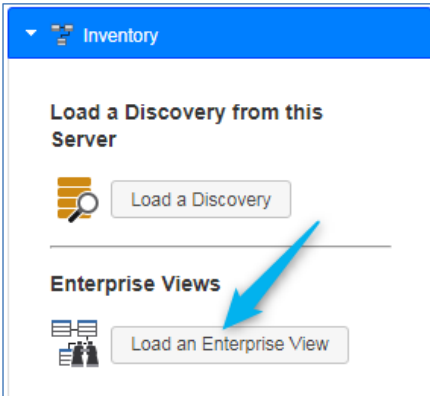 Inventory
Load a Discovery from this
Server
Load a Discovery
Enterprise Views
Load an Enterprise View